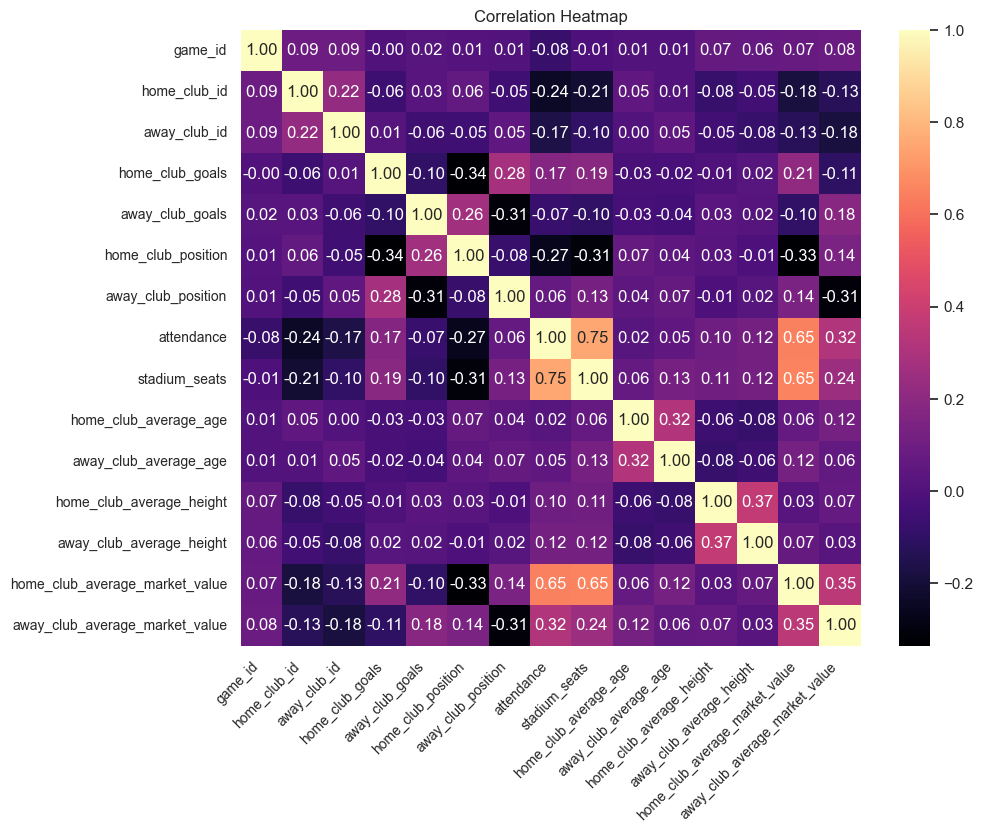 Correlation Heatmap
game_id 1.00 0.09 0.09 -0.00 0.02 0.01 0.01 -0.08 -0.01 0.01 0.01 0.07 0.06 0.07 0.08
home_club_id 0.09 1.00 0.22 -0.06 0.03 0.06 -0.05 -0.24 -0.21 0.05 0.01 -0.08 -0.05 -0.18 -0.13
away_club_id 0.09 0.22 1.00 0.01 -0.06 -0.05 0.05 -0.17 -0.10 0.00 0.05 -0.05 -0.08 -0.13 -0.18
home_club_goals -0.00 -0.06 0.01 1.00 -0.10 -0.34 0.28 0.17 0.19 -0.03 -0.02 -0.01 0.02 0.21 -0.11
away_club_goals 0.02 0.03 -0.06 -0.10 1.00 0.26 -0.31 -0.07 -0.10 -0.03 -0.04 0.03 0.02 -0.10 0.18
home_club_position 0.01 0.06 -0.05 -0.34 0.26 1.00 -0.08 -0.27 -0.31 0.07 0.04 0.03 -0.01 -0.33 0.14
away_club_position 0.01 -0.05 0.05 0.28 -0.31 -0.08 1.00 0.06 0.13 0.04 0.07 -0.01 0.02 0.14 -0.31
attendance -0.08 -0.24 -0.17 0.17 -0.07 -0.27 0.06 1.00 0.75 0.02 0.05 0.10 0.12 0.65 0.32
stadium_seats -0.01 -0.21 -0.10 0.19 -0.10 -0.31 0.13 0.75 1.00 0.06 0.13 0.11 0.12 0.65 0.24
home_club_average_age 0.01 0.05 0.00 -0.03 -0.03 0.07 0.04 0.02 0.06 1.00 0.32 -0.06 -0.08 0.06 0.12
away_club_average_age 0.01 0.01 0.05 -0.02 -0.04 0.04 0.07 0.05 0.13 0.32 1.00 -0.08 -0.06 0.12 0.06
home_club_average_height 0.07 -0.08 -0.05 -0.01 0.03 0.03 -0.01 0.10 0.11 -0.06 -0.08 1.00 0.37 0.03 0.07
away_club_average_height 0.06 -0.05 -0.08 0.02 0.02 -0.01 0.02 0.12 0.12 -0.08 -0.06 0.37 1.00 0.07 0.03
home_club_average_market_value 0.07 -0.18 -0.13 0.21 -0.10 -0.33 0.14 0.65 0.65 0.06 0.12 0.03 0.07 1.00 0.35
away_club_average_market_value 0.08 -0.13 -0.18 -0.11 0.18 0.14 -0.31 0.32 0.24 0.12 0.06 0.07 0.03 0.35 1.00
game_id
home_club_id
away_club_id
home_club_goals
away_club_goals
home_club_position
away_club_position
attendance
stadium_seats
home_club_average_age
away_club_average_age
home_club_average_height
away_club_average_height
home_club_average_market_value
away_club_average_market_value
1.0
0.8
0.6
0.4
0.2
0.0
−0.2